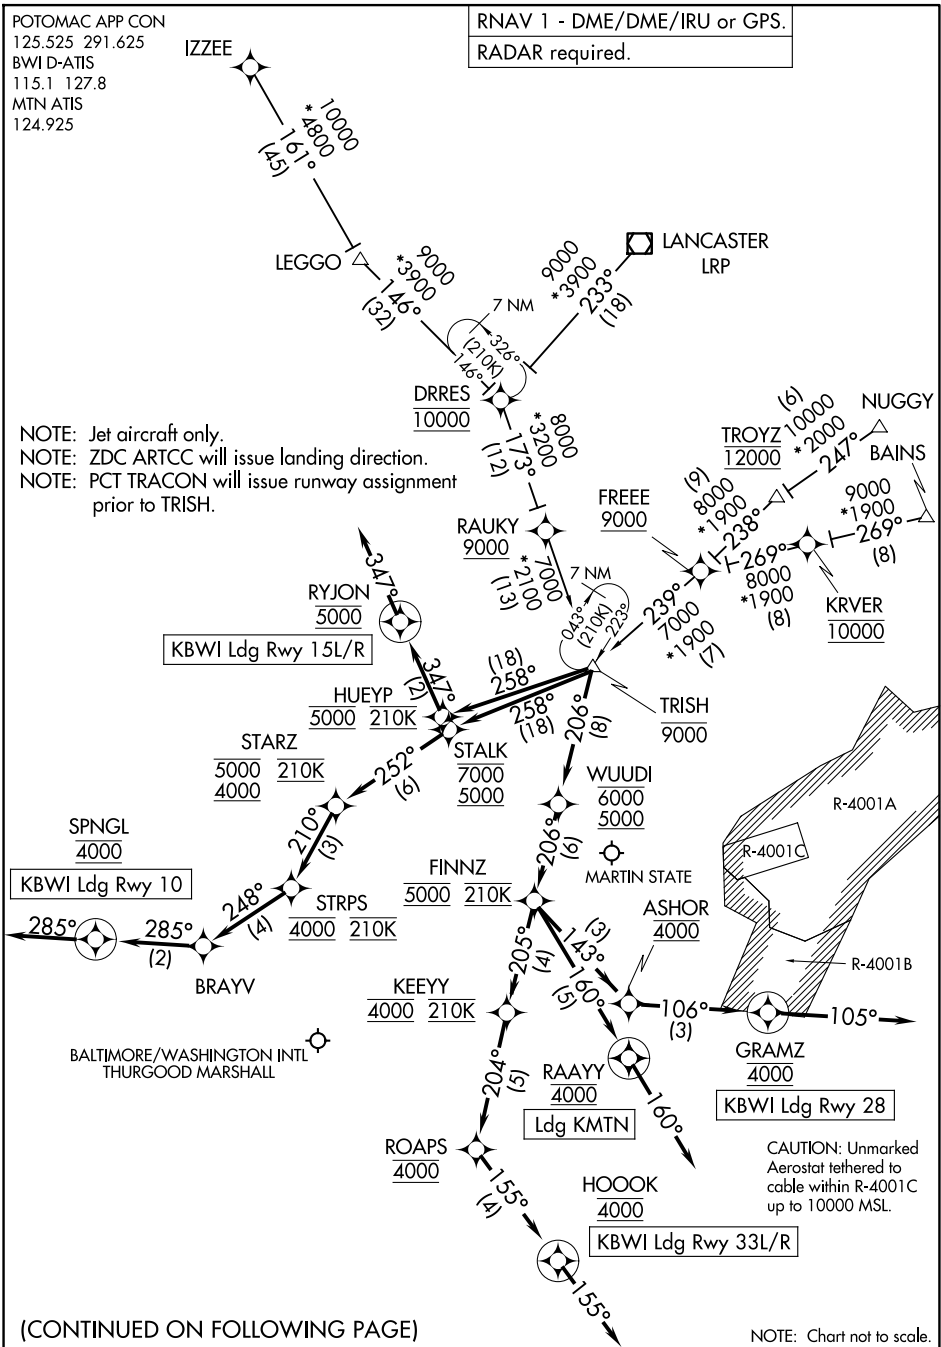 POTOMAC APP CON
125.525 291.625
BWI D-ATIS
115.1 127.8
MTN ATIS
124.925
RNAV 1 - DME/DME/IRU or GPS.
RADAR required.
IZZEE
10000
*4800
161°
(45)
LEGGO
9000
*3900
146°
(32)
LANCASTER
LRP
9000
*3900
233°
(18)
7 NM
326°
(210K)
146°
DRRES
10000
8000
*3200
173°
(12)
NOTE: Jet aircraft only.
NOTE: ZDC ARTCC will issue landing direction.
NOTE: PCT TRACON will issue runway assignment
prior to TRISH.
NUGGY
(6)
10000
*2000
247°
TROYZ
12000
BAINS
9000
*1900
269°
(8)
FREEE
9000
(9)
8000
*1900
238°
269°
8000
*1900
(8)
KRVER
10000
RAUKY
9000
7000
*2100
(13)
7 NM
043°
(210K)
223°
239°
7000
*1900
(7)
347°
RYJON
5000
KBWI Ldg Rwy 15L/R
347°
(2)
(18)
258°
258°
(18)
TRISH
9000
HUEYP
5000 210K
STALK
7000
5000
206°
(8)
STARZ
5000 210K
4000
252°
(6)
WUUDI
6000
5000
R-4001A
R-4001C
SPNGL
4000
KBWI Ldg Rwy 10
210°
(3)
206°
(6)
MARTIN STATE
FINNZ
5000 210K
STRPS
4000 210K
248°
(4)
285°
285°
(2)
BRAYV
ASHOR
4000
(3)
143°
160°
(5)
205°
(4)
R-4001B
KEEYY
4000 210K
106°
(3)
105°
GRAMZ
4000
KBWI Ldg Rwy 28
BALTIMORE/WASHINGTON INTL
THURGOOD MARSHALL
RAAYY
4000
Ldg KMTN
160°
204°
(5)
ROAPS
4000
155°
(4)
HOOOK
4000
KBWI Ldg Rwy 33L/R
155°
CAUTION: Unmarked
Aerostat tethered to
cable within R-4001C
up to 10000 MSL.
(CONTINUED ON FOLLOWING PAGE)
NOTE: Chart not to scale.